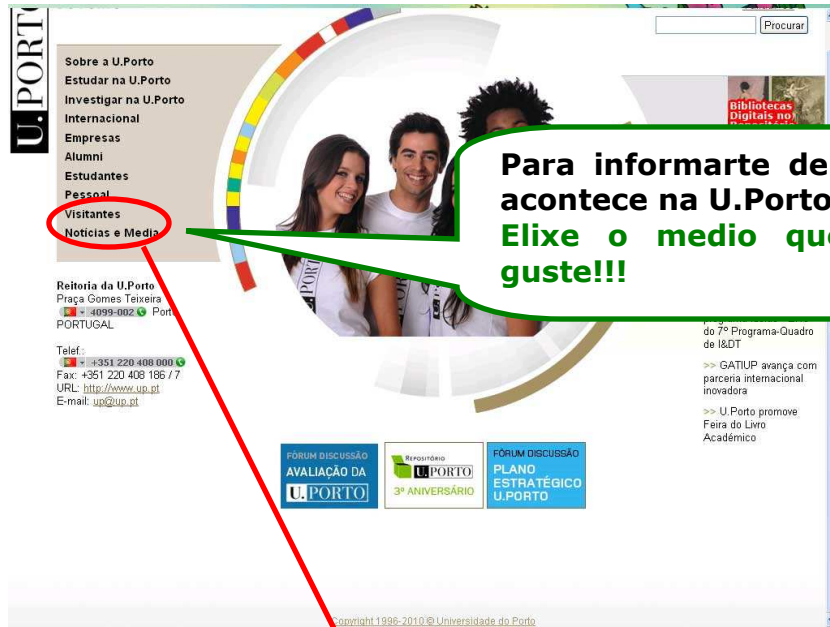 U.PORTO
Procurar
Sobre a U.Porto
Estudar na U.Porto
Investigar na U.Porto
Internacional
Empresas
Alumni
Estudantes
Pessoal
Visitantes
Notícias e Media
Bibliotecas
Digitais no
Para informarte de
acontece na U.Porto
Elixe o medio que
guste!!!
Reitoria da U.Porto
Praça Gomes Teixeira
4099-002 Porto
PORTUGAL
Telef.:
+351 220 408 000
Fax: +351 220 408 186 / 7
URL: http://www.up.pt
E-mail: up@up.pt
do 7º Programa-Quadro
de I&DT
>> GATIUP avança com
parceria internacional
inovadora
>> U.Porto promove
Feira do Livro
Académico
FÓRUM DISCUSSÃO
AVALIAÇÃO DA
U.PORTO
REPOSITÓRIO
U.PORTO
3º ANIVERSÁRIO
FÓRUM DISCUSSÃO
PLANO
ESTRATÉGICO
U.PORTO
Copyright 1996-2010 © Universidade do Porto